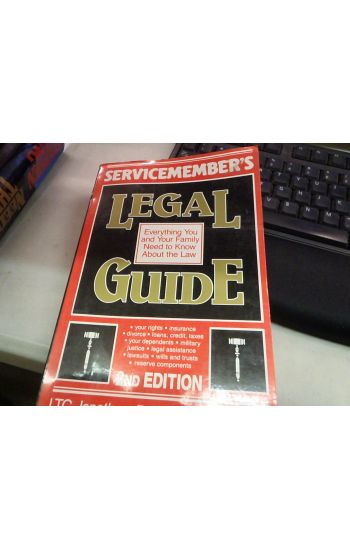 SERVICEMEMBER'S
LEGAL
Everything You
and Your Family
Need to Know
About the Law
GUIDE
• your rights • insurance
• divorce • loans, credit, taxes
• your dependents • military
justice • legal assistance
• lawsuits • wills and trusts
• reserve components
2ND EDITION
LTC